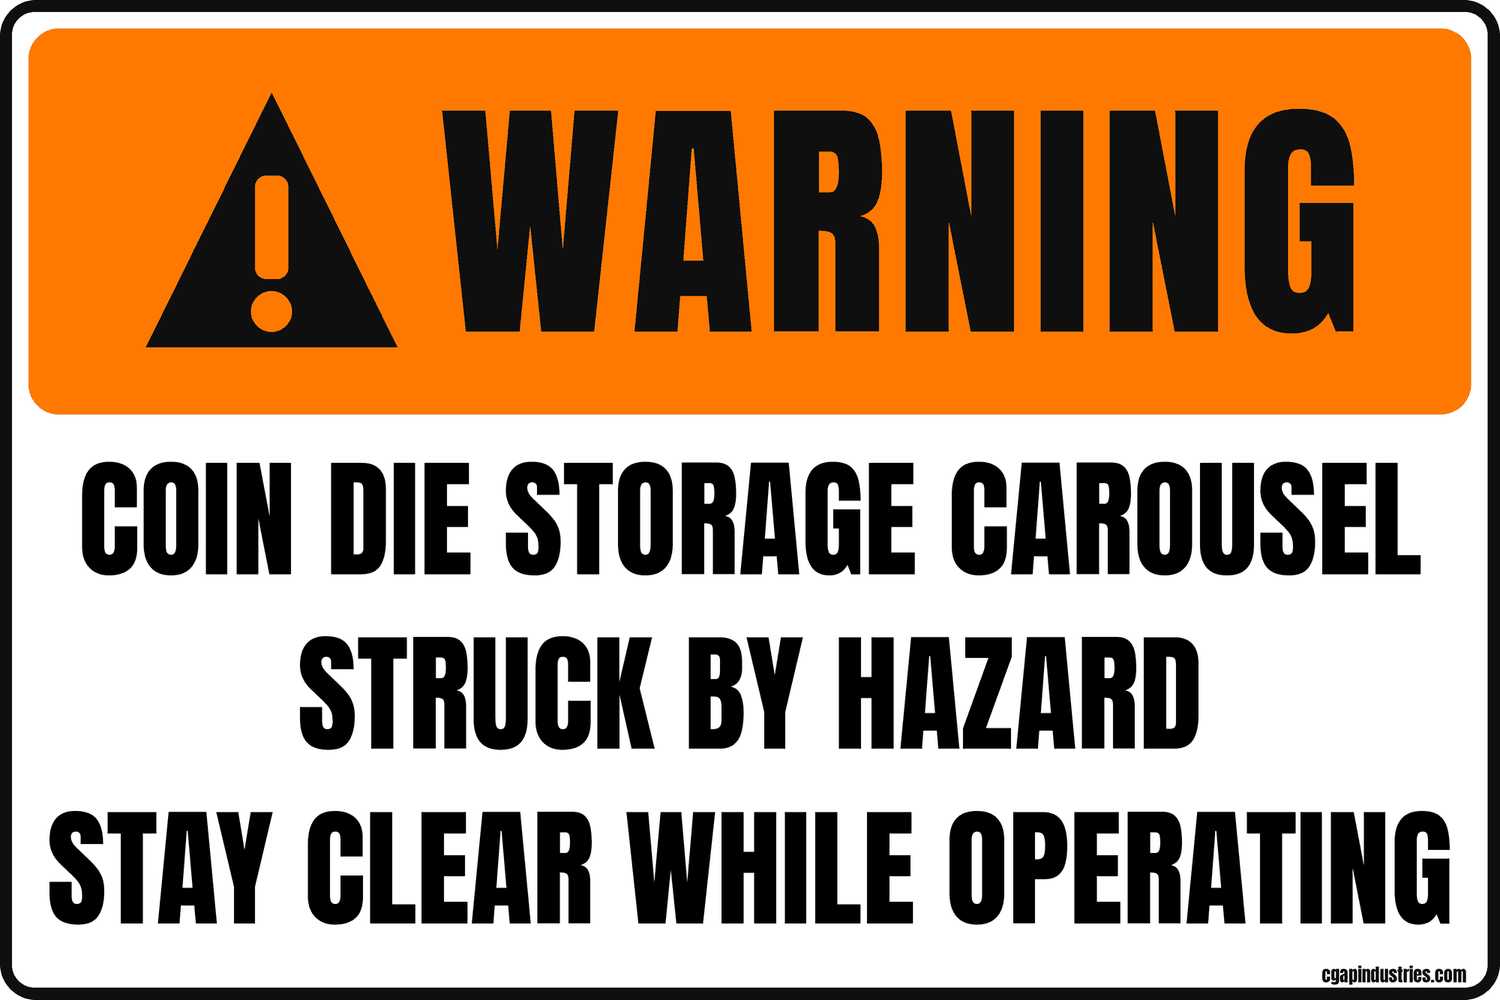 WARNING
COIN DIE STORAGE CAROUSEL
STRUCK BY HAZARD
STAY CLEAR WHILE OPERATING
cgapindustries.com